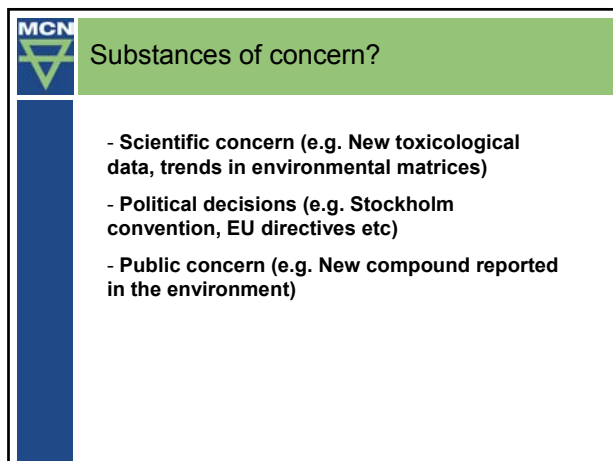 MCN
Substances of concern?
- Scientific concern (e.g. New toxicological
data, trends in environmental matrices)
- Political decisions (e.g. Stockholm
convention, EU directives etc)
- Public concern (e.g. New compound reported
in the environment)